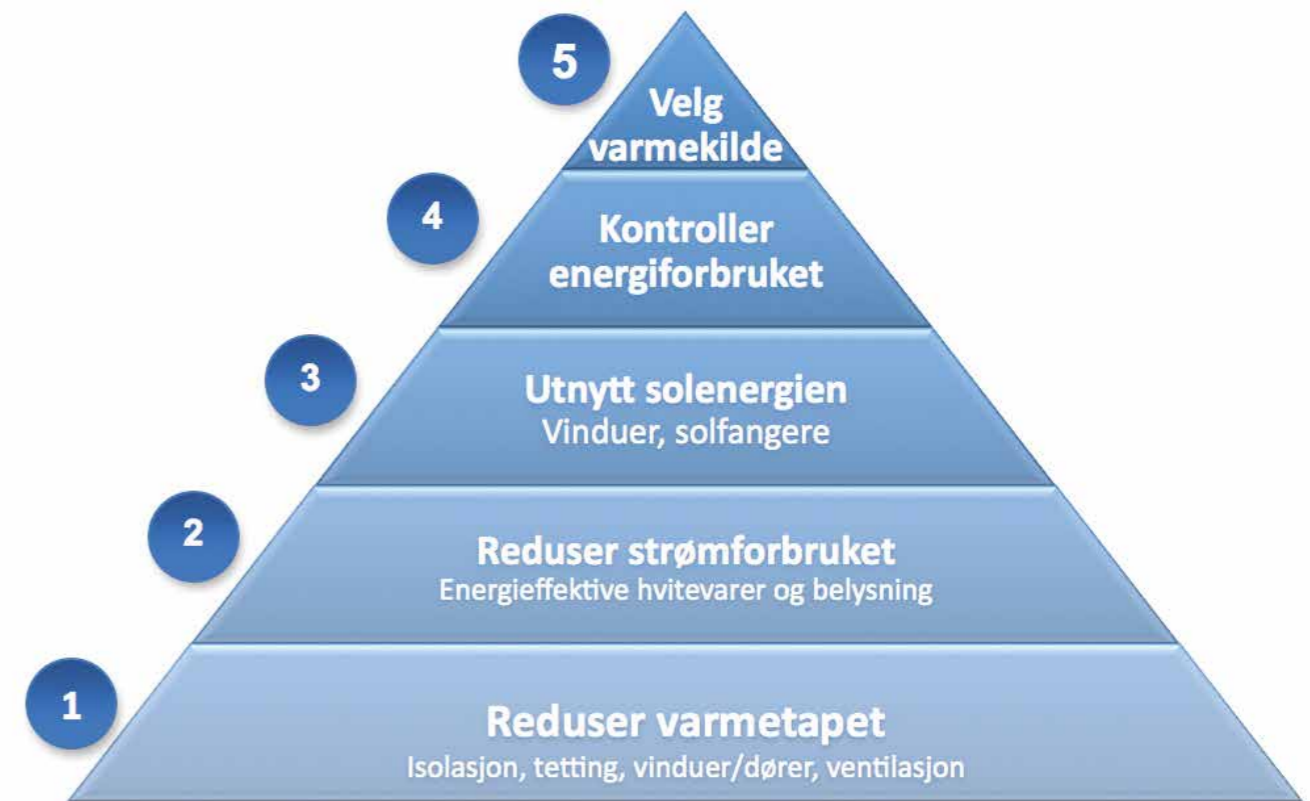 5
Velg
varmekilde
4
Kontroller
energiforbruket
3
Utnytt solenergien
Vinduer, solfangere
2
Reduser strømforbruket
Energieffektive hvitevarer og belysning
1
Reduser varmetapet
Isolasjon, tetting, vinduer/dører, ventilasjon